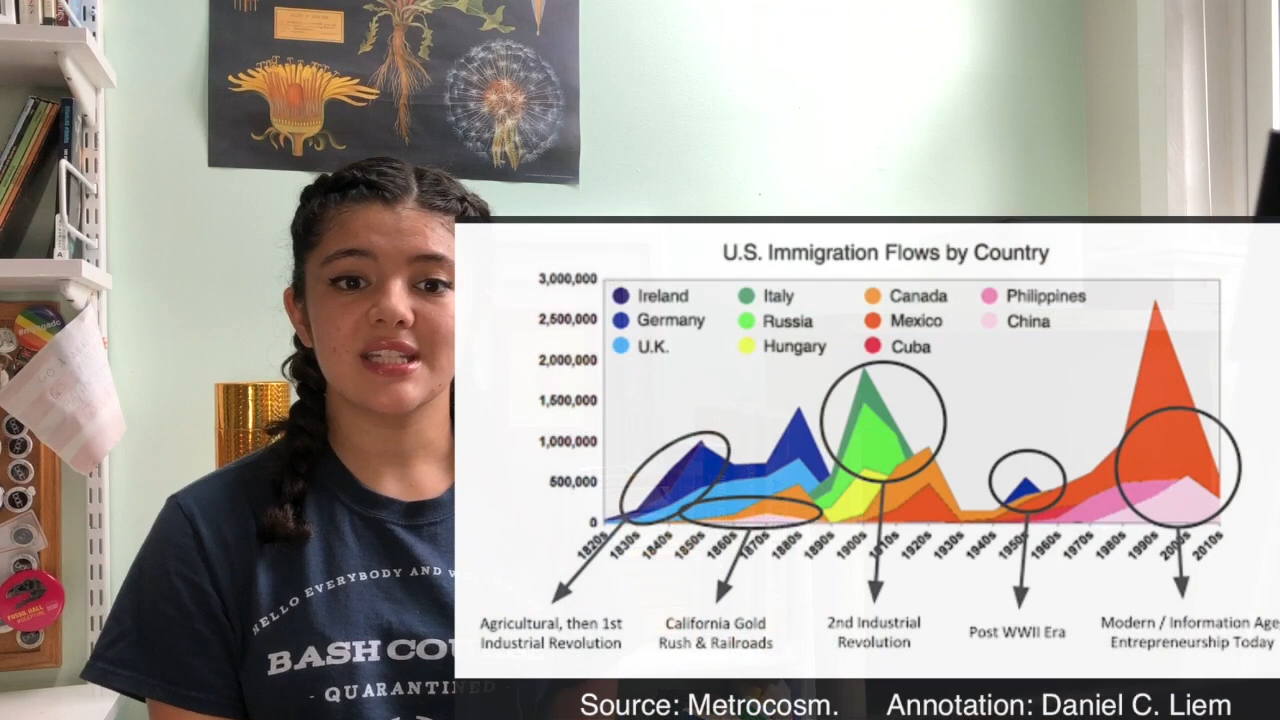 #metgado
FOSSIL HALL
HELLO EVERYBODY AND W
BASH COU
- QUARANTINED -
U.S. Immigration Flows by Country
3,000,000
2,500,000
2,000,000
1,500,000
1,000,000
500,000
0
Ireland
Germany
U.K.
Italy
Russia
Hungary
Canada
Mexico
Cuba
Philippines
China
1820s 1830s 1840s 1850s 1860s 1870s 1880s 1890s 1900s 1910s 1920s 1930s 1940s 1950s 1960s 1970s 1980s 1990s 2000s 2010s
Agricultural, then 1st
Industrial Revolution
California Gold
Rush & Railroads
2nd Industrial
Revolution
Post WWII Era
Modern / Information Age
Entrepreneurship Today
Source: Metrocosm. Annotation: Daniel C. Liem